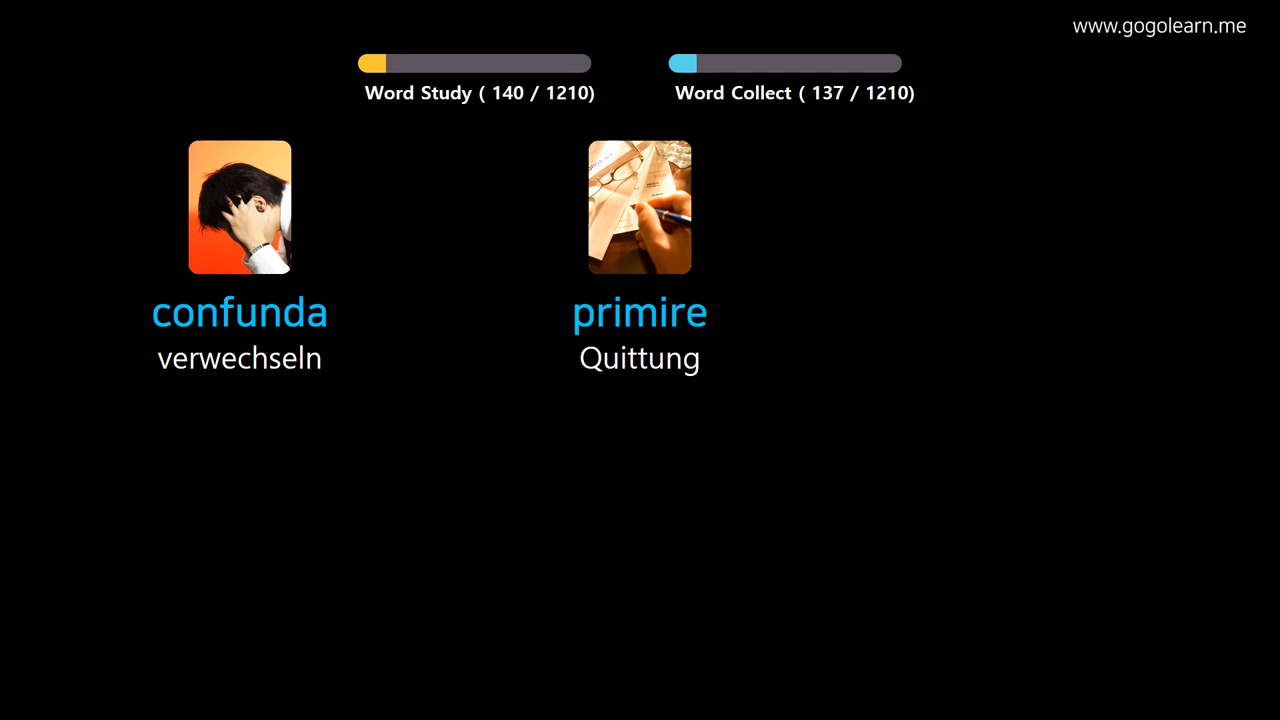 www.gogolearn.me
Word Study ( 140 / 1210)
Word Collect ( 137 / 1210)
confunda
verwechseln
primire
Quittung